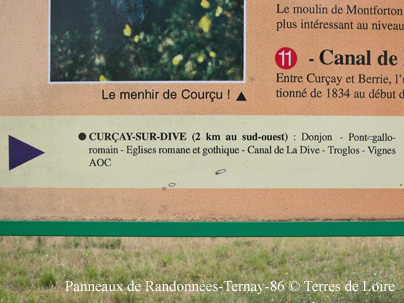 Le moulin de Montforton
plus intéressant au niveau
Le menhir de Courçu ! ▲
11 - Canal de
Entre Curçay et Berrie, l'u
tionné de 1834 au début d
● CURÇAY-SUR-DIVE (2 km au sud-ouest) : Donjon - Pont gallo-
romain - Eglises romane et gothique - Canal de La Dive - Troglos - Vignes
AOC
Panneaux de Randonnées-Ternay-86 © Terres de Loire